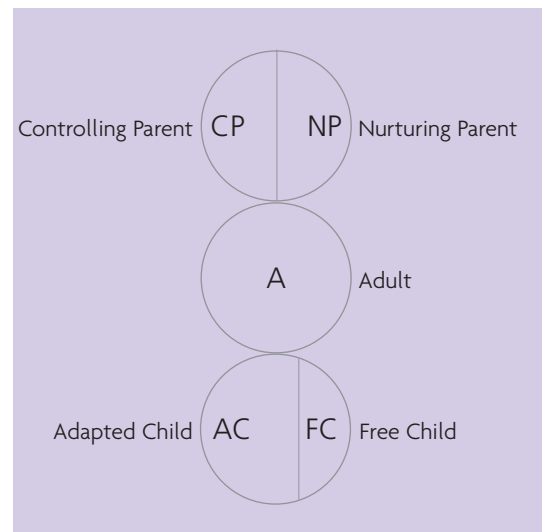 Controlling Parent CP NP Nurturing Parent
A Adult
Adapted Child AC FC Free Child